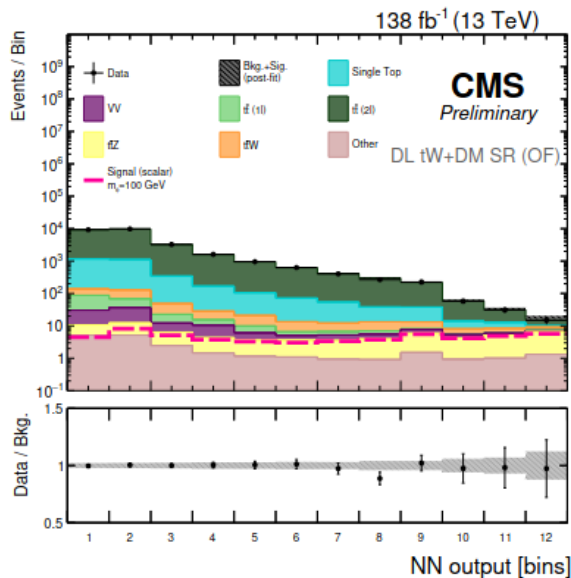 138 fb⁻¹ (13 TeV)
Events / Bin
10⁹
10⁸
10⁷
10⁶
10⁵
10⁴
10³
10²
10
1
10⁻¹
Data
Bkg.+Sig.
(post-fit)
Single Top
VV
tt̄ (1l)
tt̄ (2l)
tt̄Z
tt̄W
Other
Signal (scalar)
CMS
Preliminary
DL tW+DM SR (OF)
Data / Bkg.
1.5
1
0.5
1 2 3 4 5 6 7 8 9 10 11 12
NN output [bins]